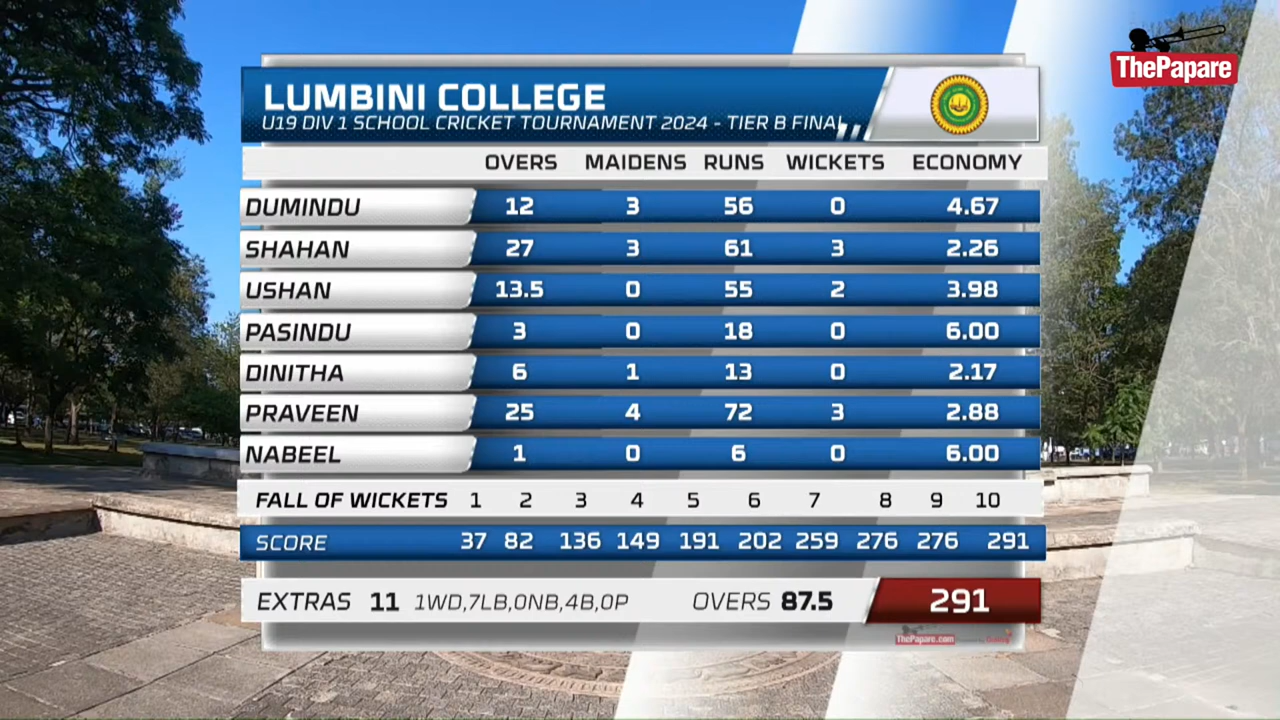 ThePapare
LUMBINI COLLEGE
U19 DIV 1 SCHOOL CRICKET TOURNAMENT 2024 - TIER B FINAL
OVERS MAIDENS RUNS WICKETS ECONOMY
DUMINDU 12 3 56 0 4.67
SHAHAN 27 3 61 3 2.26
USHAN 13.5 0 55 2 3.98
PASINDU 3 0 18 0 6.00
DINITHA 6 1 13 0 2.17
PRAVEEN 25 4 72 3 2.88
NABEEL 1 0 6 0 6.00
FALL OF WICKETS 1 2 3 4 5 6 7 8 9 10
SCORE 37 82 136 149 191 202 259 276 276 291
EXTRAS 11 1WD,7LB,0NB,4B,0P OVERS 87.5 291
ThePapare.com